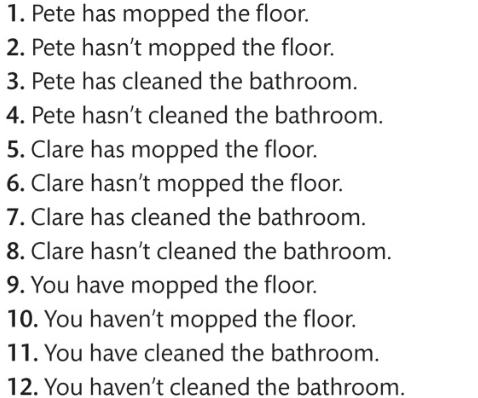 1. Pete has mopped the floor.
2. Pete hasn’t mopped the floor.
3. Pete has cleaned the bathroom.
4. Pete hasn’t cleaned the bathroom.
5. Clare has mopped the floor.
6. Clare hasn’t mopped the floor.
7. Clare has cleaned the bathroom.
8. Clare hasn’t cleaned the bathroom.
9. You have mopped the floor.
10. You haven’t mopped the floor.
11. You have cleaned the bathroom.
12. You haven’t cleaned the bathroom.